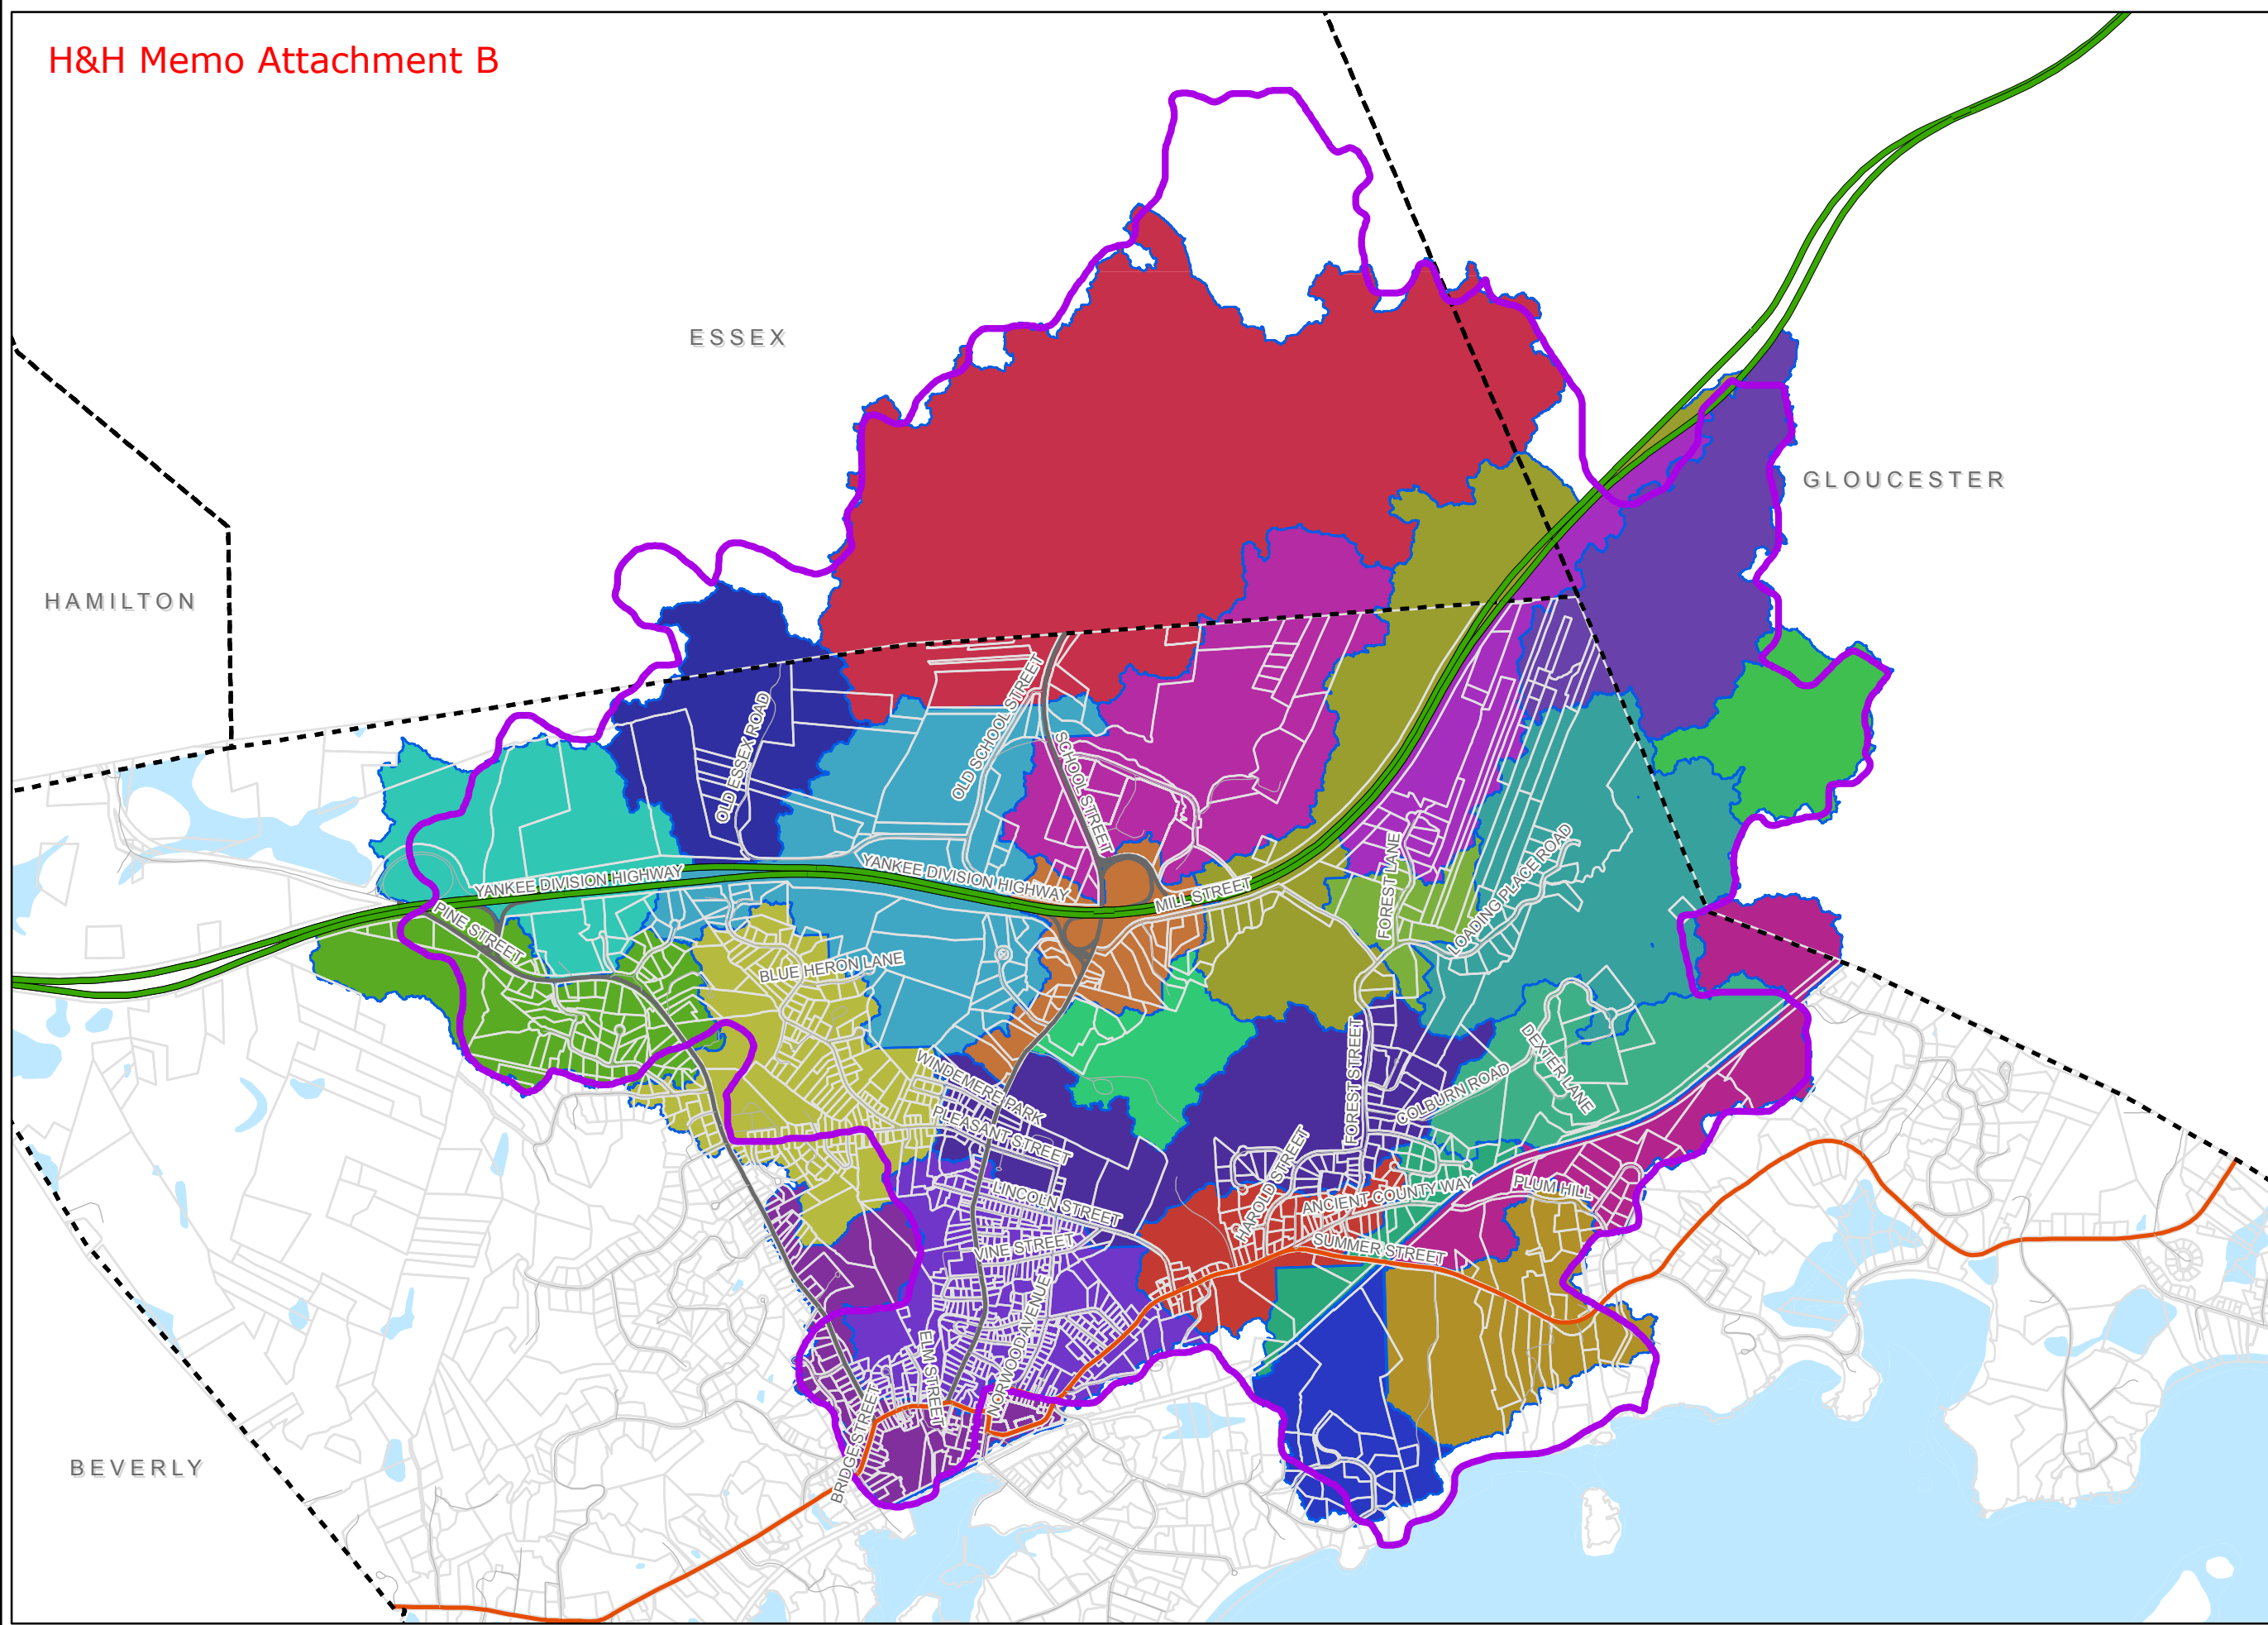 H&H Memo Attachment B
ESSEX
GLOUCESTER
HAMILTON
OLD SCHOOL STREET
OLD ESSEX ROAD
SCHOOL STREET
YANKEE DIVISION HIGHWAY
YANKEE DIVISION HIGHWAY
MILL STREET
FOREST LANE
LOADING PLACE ROAD
PINE STREET
BLUE HERON LANE
WINDEMERE PARK
PLEASANT STREET
FOREST STREET
COLBURN ROAD
DEXTER LANE
HAROLD STREET
LINCOLN STREET
ANCIENT COUNTY WAY
PLUM HILL
VINE STREET
SUMMER STREET
NORWOOD AVENUE
ELM STREET
BRIDGE STREET
BEVERLY